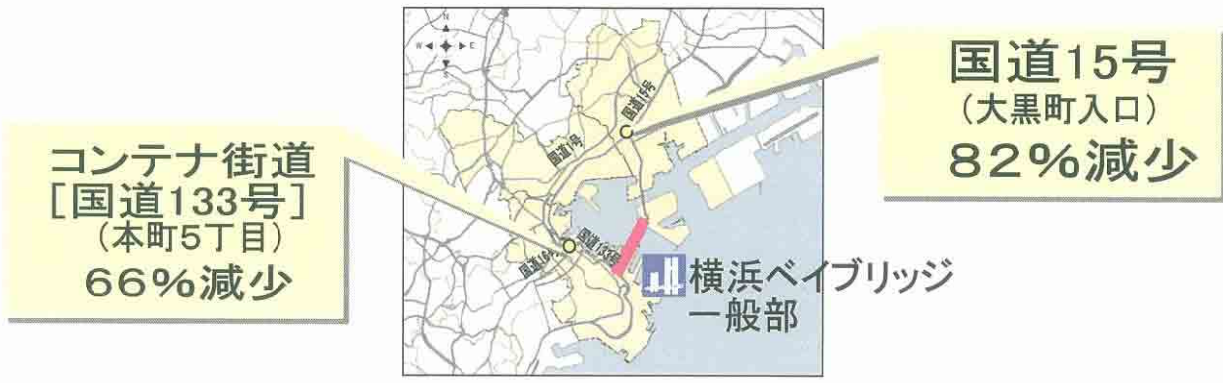 コンテナ街道
[国道133号]
(本町5丁目)
66%減少
N
W E
S
国道15号
国道1号
国道133号
国道16号
横浜ベイブリッジ
一般部
国道15号
(大黒町入口)
82%減少